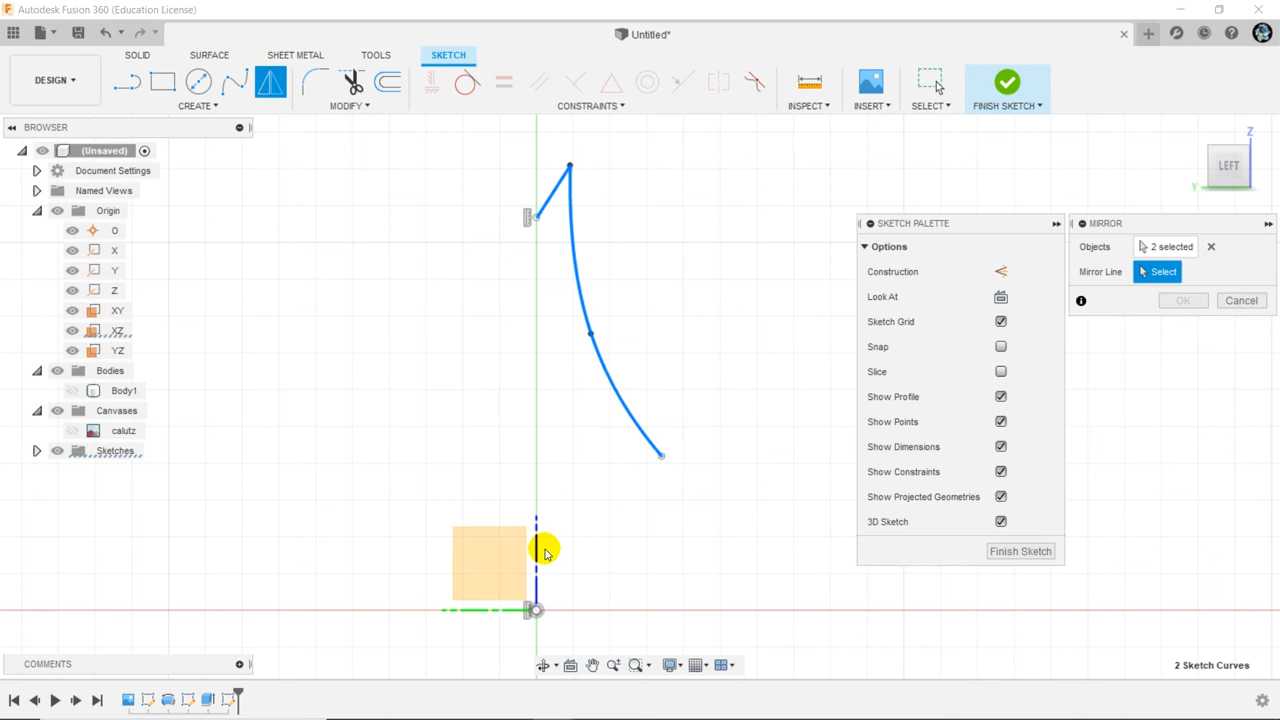 Autodesk Fusion 360 (Education License)
Untitled*
DESIGN
SOLID SURFACE SHEET METAL TOOLS SKETCH
CREATE MODIFY CONSTRAINTS INSPECT INSERT SELECT FINISH SKETCH
BROWSER
(Unsaved)
Document Settings
Named Views
Origin
O
X
Y
Z
XY
XZ
YZ
Bodies
Body1
Canvases
calutz
Sketches
Z
LEFT
Y
SKETCH PALETTE
Options
Construction
Look At
Sketch Grid
Snap
Slice
Show Profile
Show Points
Show Dimensions
Show Constraints
Show Projected Geometries
3D Sketch
Finish Sketch
MIRROR
Objects 2 selected
Mirror Line Select
OK Cancel
COMMENTS
2 Sketch Curves